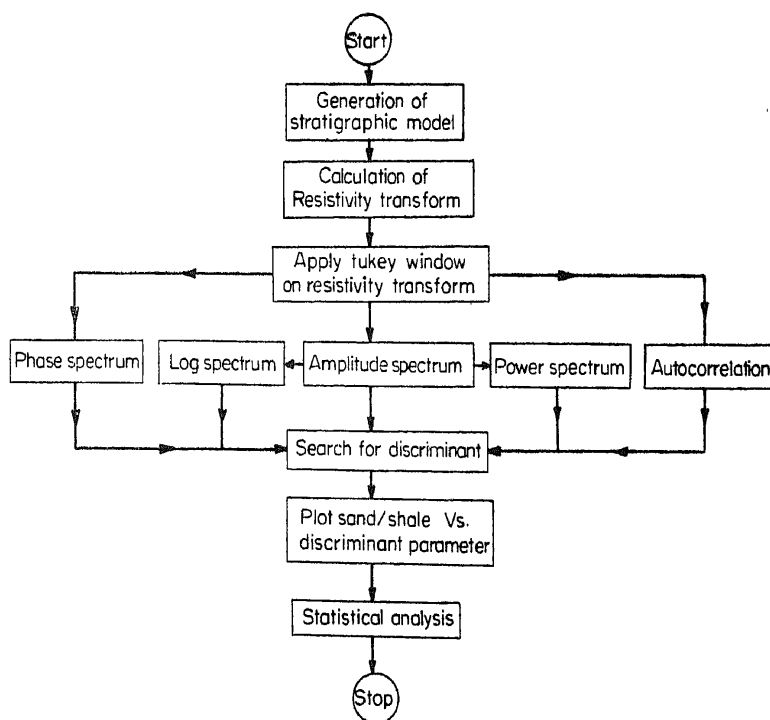 Start
Generation of
stratigraphic model
Calculation of
Resistivity transform
Apply tukey window
on resistivity transform
Phase spectrum
Log spectrum
Amplitude spectrum
Power spectrum
Autocorrelation
Search for discriminant
Plot sand/shale Vs.
discriminant parameter
Statistical analysis
Stop